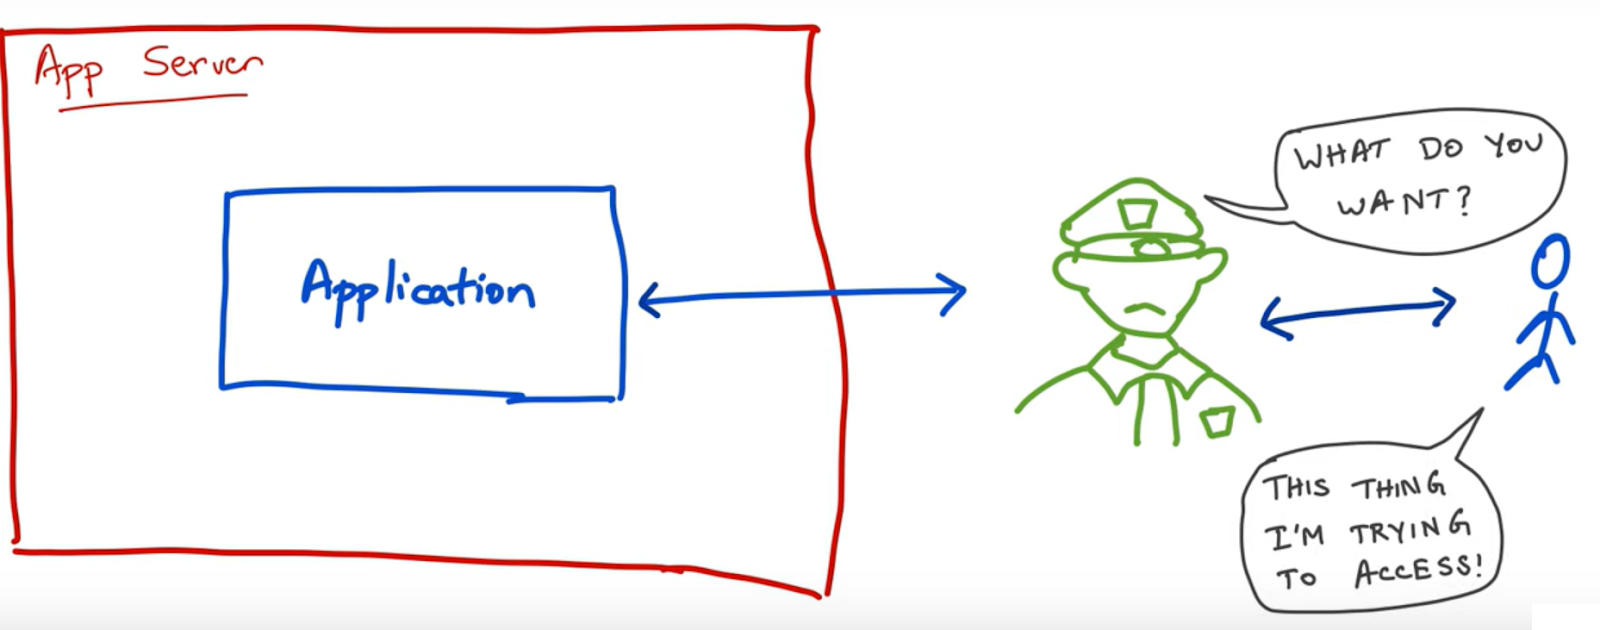 App Server
Application
WHAT DO YOU
WANT?
THIS THING
I'M TRYING
TO ACCESS!